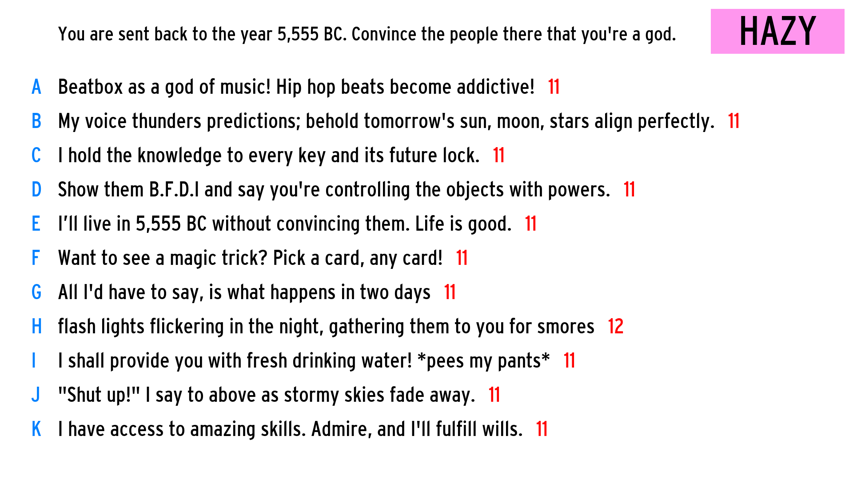 You are sent back to the year 5,555 BC. Convince the people there that you're a god.
HAZY
A Beatbox as a god of music! Hip hop beats become addictive! 11
B My voice thunders predictions; behold tomorrow's sun, moon, stars align perfectly. 11
C I hold the knowledge to every key and its future lock. 11
D Show them B.F.D.I and say you're controlling the objects with powers. 11
E I’ll live in 5,555 BC without convincing them. Life is good. 11
F Want to see a magic trick? Pick a card, any card! 11
G All I'd have to say, is what happens in two days 11
H flash lights flickering in the night, gathering them to you for smores 12
I I shall provide you with fresh drinking water! *pees my pants* 11
J "Shut up!" I say to above as stormy skies fade away. 11
K I have access to amazing skills. Admire, and I'll fulfill wills. 11